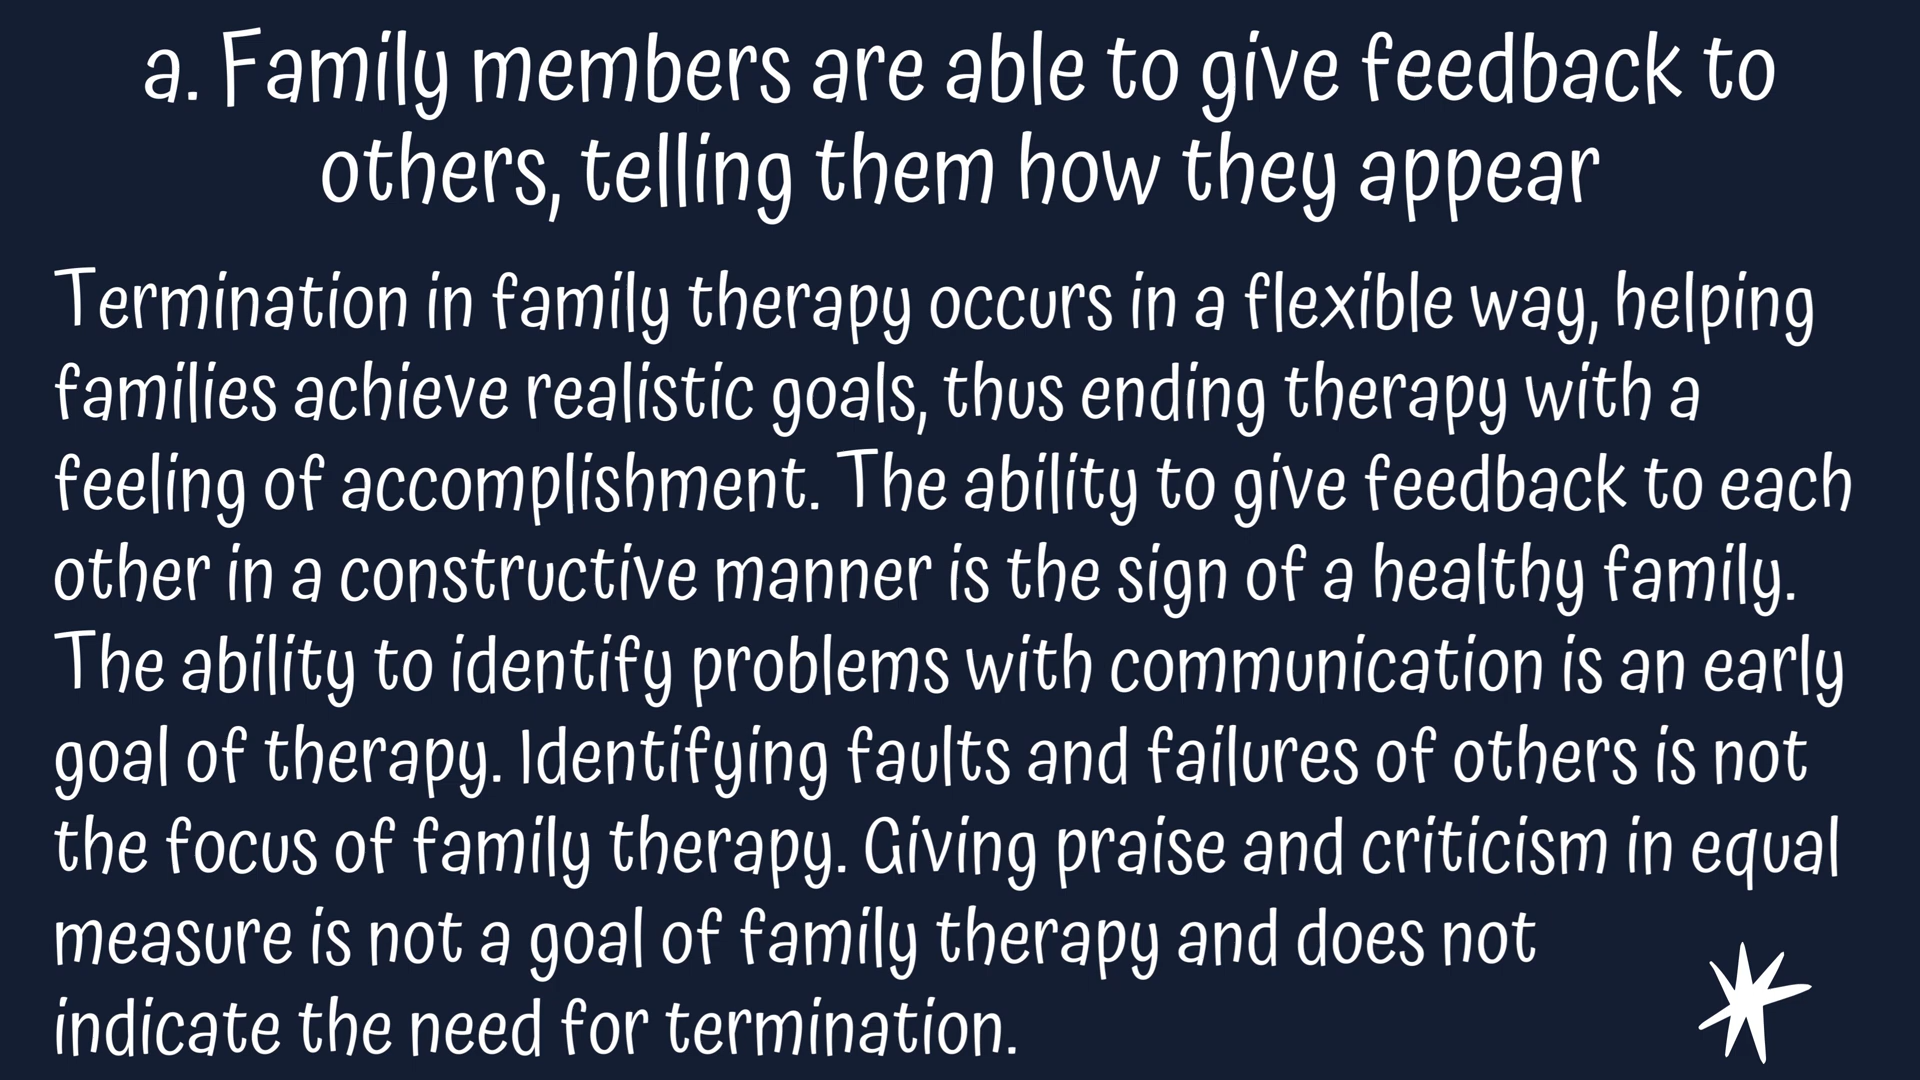 a. Family members are able to give feedback to
others, telling them how they appear
Termination in family therapy occurs in a flexible way, helping
families achieve realistic goals, thus ending therapy with a
feeling of accomplishment. The ability to give feedback to each
other in a constructive manner is the sign of a healthy family.
The ability to identify problems with communication is an early
goal of therapy. Identifying faults and failures of others is not
the focus of family therapy. Giving praise and criticism in equal
measure is not a goal of family therapy and does not
indicate the need for termination.